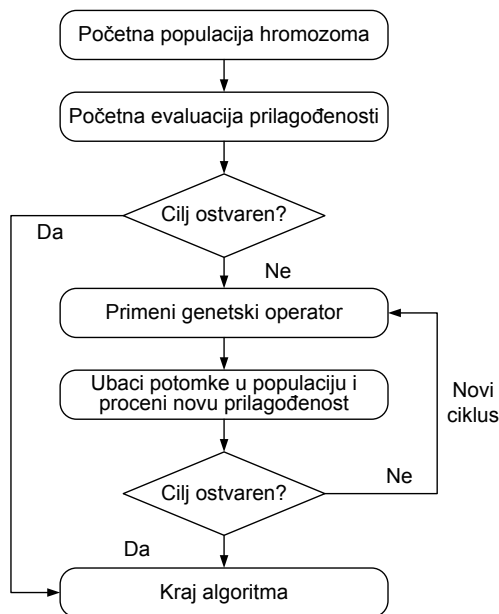 Početna populacija hromozoma
Početna evaluacija prilagođenosti
Cilj ostvaren?
Da
Ne
Primeni genetski operator
Ubaci potomke u populaciju i
proceni novu prilagođenost
Novi
ciklus
Cilj ostvaren?
Ne
Da
Kraj algoritma